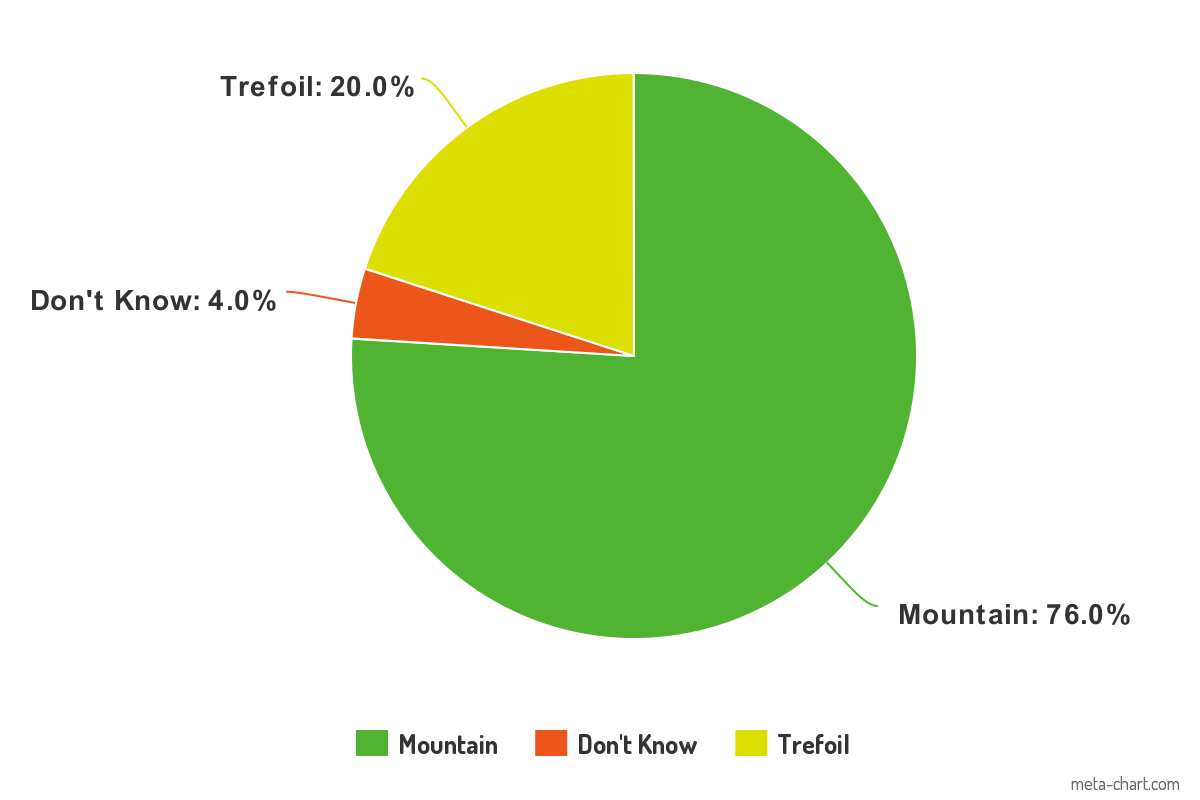 Trefoil: 20.0%
Don't Know: 4.0%
Mountain: 76.0%
Mountain Don't Know Trefoil
meta-chart.com